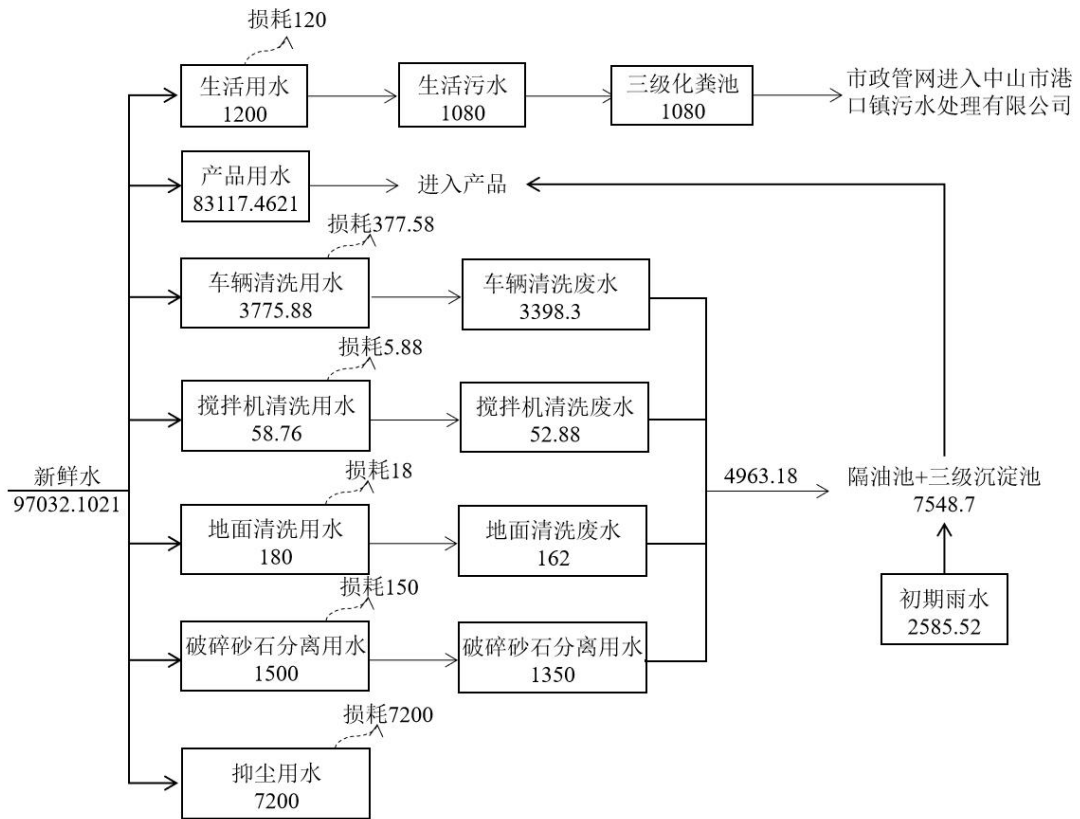 损耗120
生活用水
1200
生活污水
1080
三级化粪池
1080
市政管网进入中山市港
口镇污水处理有限公司
产品用水
83117.4621
进入产品
损耗377.58
车辆清洗用水
3775.88
车辆清洗废水
3398.3
损耗5.88
搅拌机清洗用水
58.76
搅拌机清洗废水
52.88
新鲜水
97032.1021
损耗18
地面清洗用水
180
地面清洗废水
162
4963.18
隔油池+三级沉淀池
7548.7
初期雨水
2585.52
损耗150
破碎砂石分离用水
1500
破碎砂石分离用水
1350
损耗7200
抑尘用水
7200